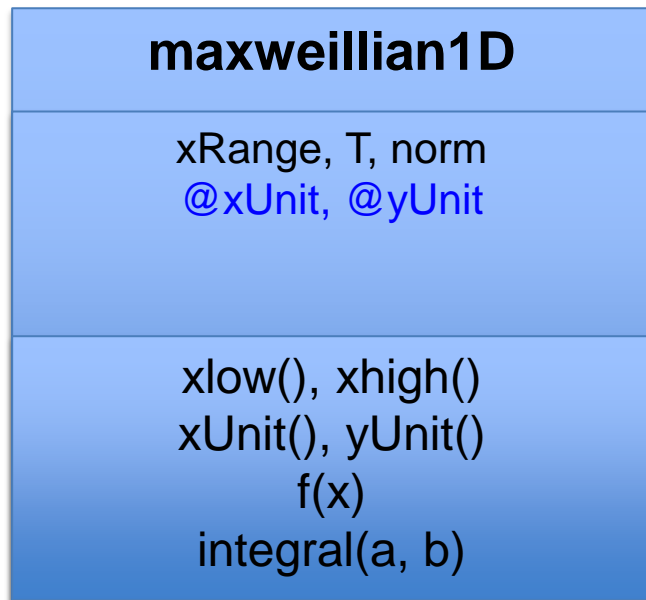 maxweillian1D
xRange, T, norm
@xUnit, @yUnit
xlow(), xhigh()
xUnit(), yUnit()
f(x)
integral(a, b)